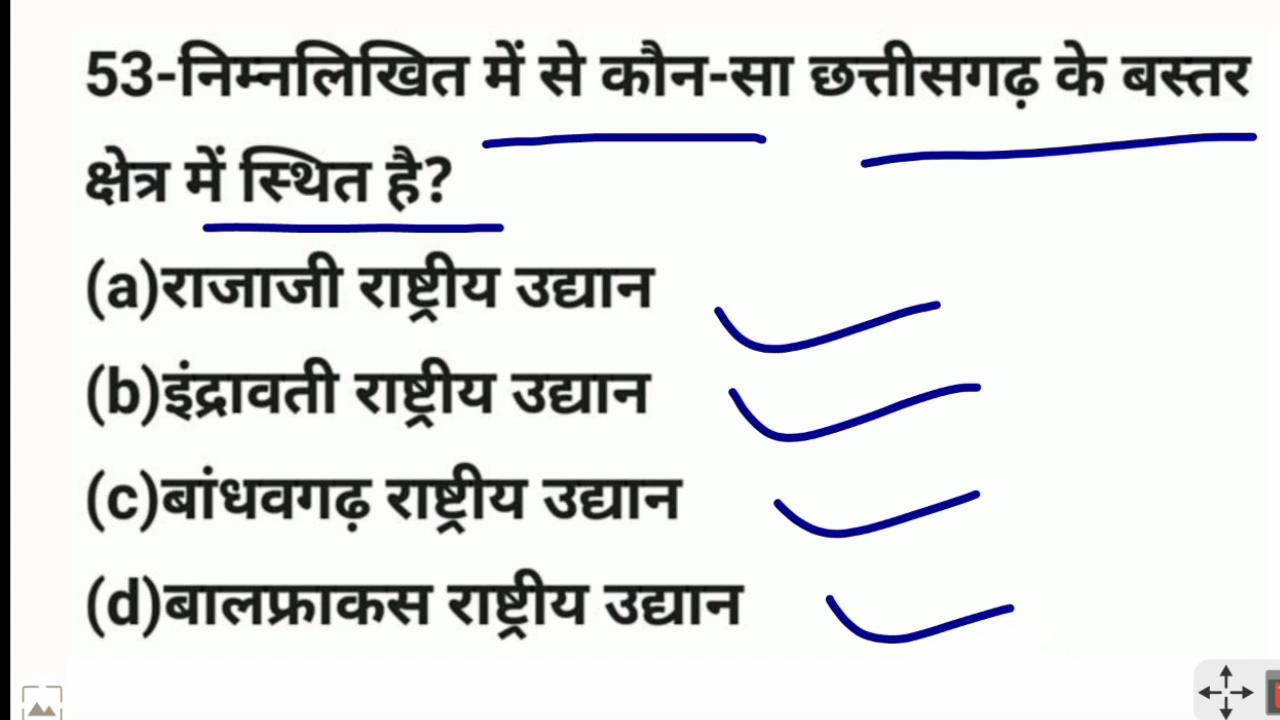 53-निम्नलिखित में से कौन-सा छत्तीसगढ़ के बस्तर
क्षेत्र में स्थित है?
(a)राजाजी राष्ट्रीय उद्यान
(b)इंद्रावती राष्ट्रीय उद्यान
(c)बांधवगढ़ राष्ट्रीय उद्यान
(d)बालफ्राकस राष्ट्रीय उद्यान